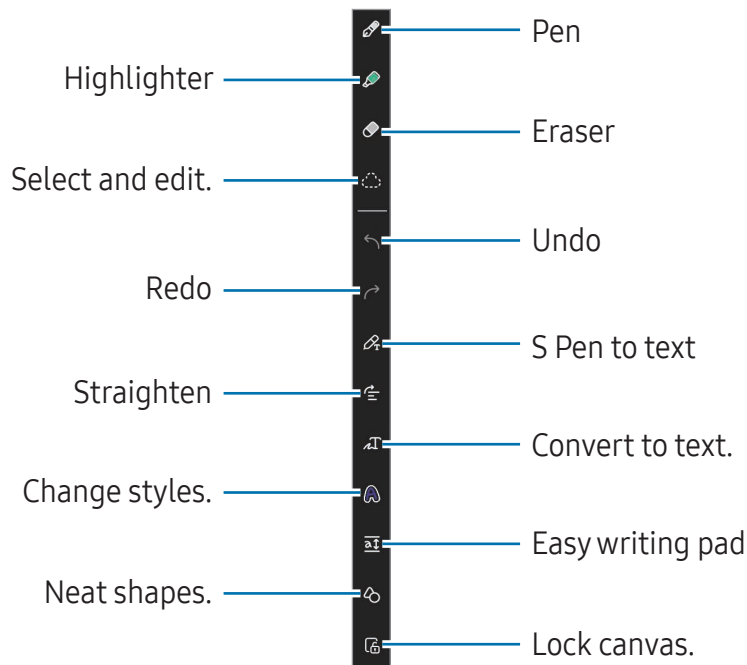 Pen
Highlighter
Eraser
Select and edit.
Undo
Redo
S Pen to text
Straighten
Convert to text.
Change styles.
Easy writing pad
Neat shapes.
Lock canvas.